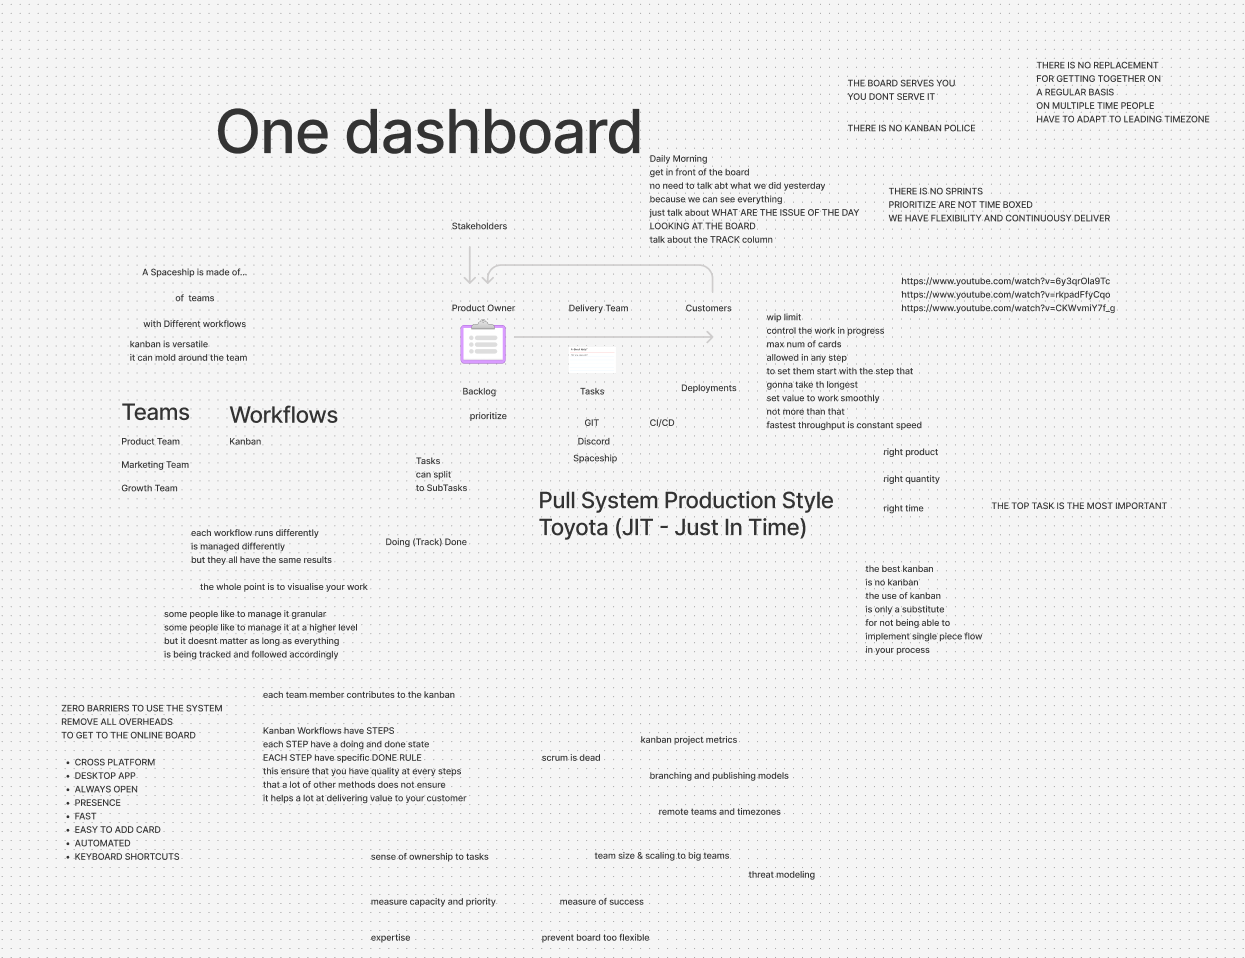 THERE IS NO REPLACEMENT
FOR GETTING TOGETHER ON
A REGULAR BASIS
ON MULTIPLE TIME PEOPLE
HAVE TO ADAPT TO LEADING TIMEZONE
THE BOARD SERVES YOU
YOU DONT SERVE IT
THERE IS NO KANBAN POLICE
One dashboard
Daily Morning
get in front of the board
no need to talk abt what we did yesterday
because we can see everything
just talk about WHAT ARE THE ISSUE OF THE DAY
LOOKING AT THE BOARD
talk about the TRACK column
THERE IS NO SPRINTS
PRIORITIZE ARE NOT TIME BOXED
WE HAVE FLEXIBILITY AND CONTINUOUSY DELIVER
Stakeholders
A Spaceship is made of...
of teams
with Different workflows
kanban is versatile
it can mold around the team
Product Owner
Delivery Team
Customers
https://www.youtube.com/watch?v=6y3qrOla9Tc
https://www.youtube.com/watch?v=rkpadFfyCqo
https://www.youtube.com/watch?v=CKWvmiY7f_g
wip limit
control the work in progress
max num of cards
allowed in any step
to set them start with the step that
gonna take th longest
set value to work smoothly
not more than that
fastest throughput is constant speed
Backlog
Tasks
Deployments
prioritize
GIT
CI/CD
Discord
Spaceship
Teams
Workflows
Product Team
Kanban
Marketing Team
Growth Team
Tasks
can split
to SubTasks
right product
right quantity
right time
THE TOP TASK IS THE MOST IMPORTANT
Pull System Production Style
Toyota (JIT - Just In Time)
Doing (Track) Done
each workflow runs differently
is managed differently
but they all have the same results
the whole point is to visualise your work
some people like to manage it granular
some people like to manage it at a higher level
but it doesnt matter as long as everything
is being tracked and followed accordingly
the best kanban
is no kanban
the use of kanban
is only a substitute
for not being able to
implement single piece flow
in your process
each team member contributes to the kanban
ZERO BARRIERS TO USE THE SYSTEM
REMOVE ALL OVERHEADS
TO GET TO THE ONLINE BOARD
• CROSS PLATFORM
• DESKTOP APP
• ALWAYS OPEN
• PRESENCE
• FAST
• EASY TO ADD CARD
• AUTOMATED
• KEYBOARD SHORTCUTS
Kanban Workflows have STEPS
each STEP have a doing and done state
EACH STEP have specific DONE RULE
this ensure that you have quality at every steps
that a lot of other methods does not ensure
it helps a lot at delivering value to your customer
kanban project metrics
scrum is dead
branching and publishing models
remote teams and timezones
sense of ownership to tasks
team size & scaling to big teams
threat modeling
measure capacity and priority
measure of success
expertise
prevent board too flexible